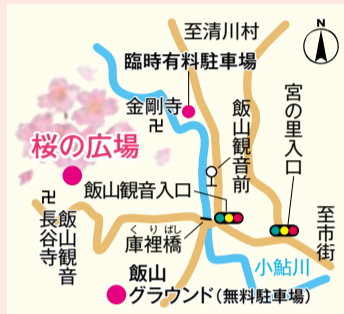 N
至清川村
臨時有料駐車場
金剛寺
卍
飯山観音前
宮の里入口
桜の広場
飯山観音入口
卍
飯山観音
長谷寺
くりばし
庫裡橋
至市街
小鮎川
飯山
グラウンド(無料駐車場)